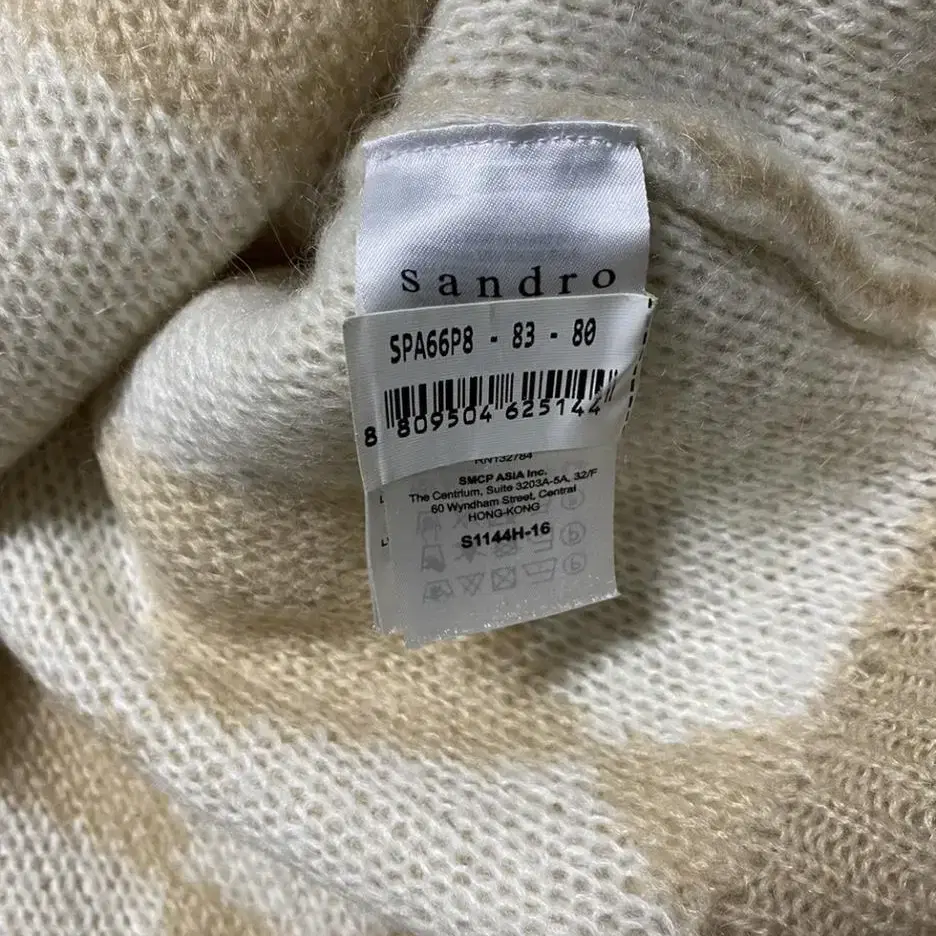 sandro
SPA66P8 - 83 - 80
8 809504 625144
RN132784
SMCP ASIA Inc.
The Centrium, Suite 3203A-5A, 32/F
60 Wyndham Street, Central
HONG-KONG
S1144H-16